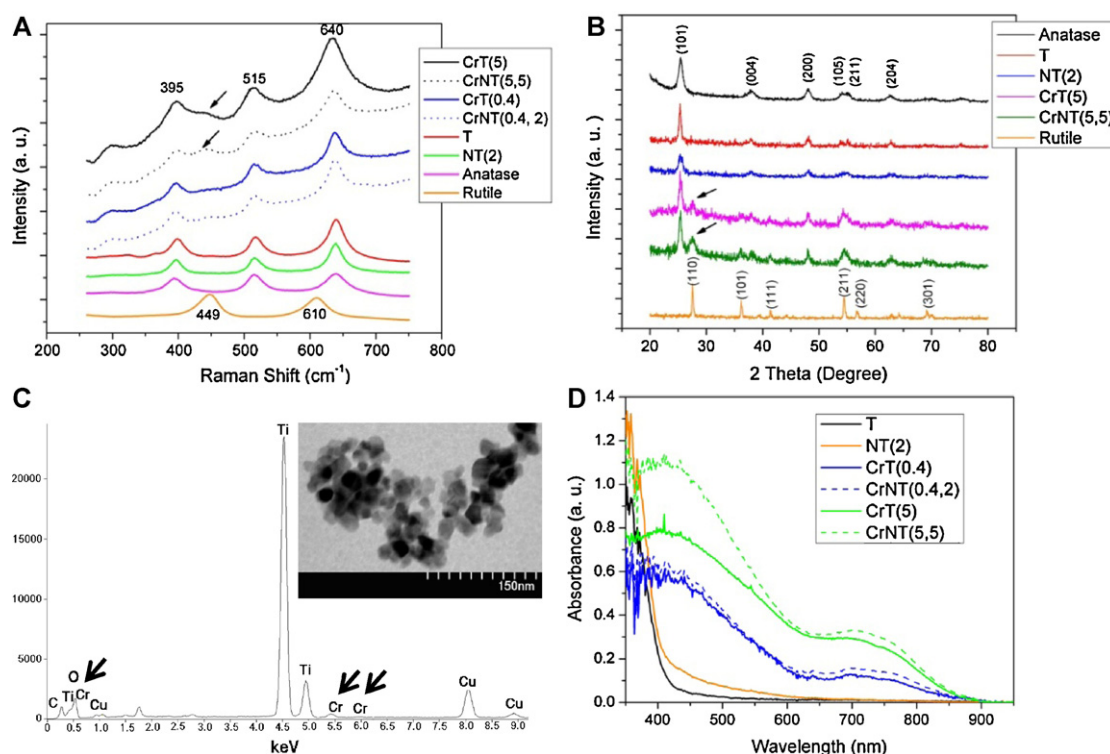 A
640
395
515
449
610
CrT(5)
CrNT(5,5)
CrT(0.4)
CrNT(0.4, 2)
T
NT(2)
Anatase
Rutile
Intensity (a. u.)
200 300 400 500 600 700 800
Raman Shift (cm⁻¹)
B
(101)
(004)
(200)
(105)
(211)
(204)
(110)
(101)
(111)
(211)
(220)
(301)
Anatase
T
NT(2)
CrT(5)
CrNT(5,5)
Rutile
Intensity (a. u.)
20 30 40 50 60 70 80
2 Theta (Degree)
C
20000
15000
10000
5000
0
Ti
150nm
O
C Ti Cr
Cu
Ti
Cr
Cr
Cu
Cu
0 0.5 1.0 1.5 2.0 2.5 3.0 3.5 4.0 4.5 5.0 5.5 6.0 6.5 7.0 7.5 8.0 8.5 9.0
keV
D
1.4
1.2
1.0
0.8
0.6
0.4
0.2
0.0
Absorbance (a. u.)
T
NT(2)
CrT(0.4)
CrNT(0.4,2)
CrT(5)
CrNT(5,5)
400 500 600 700 800 900
Wavelength (nm)